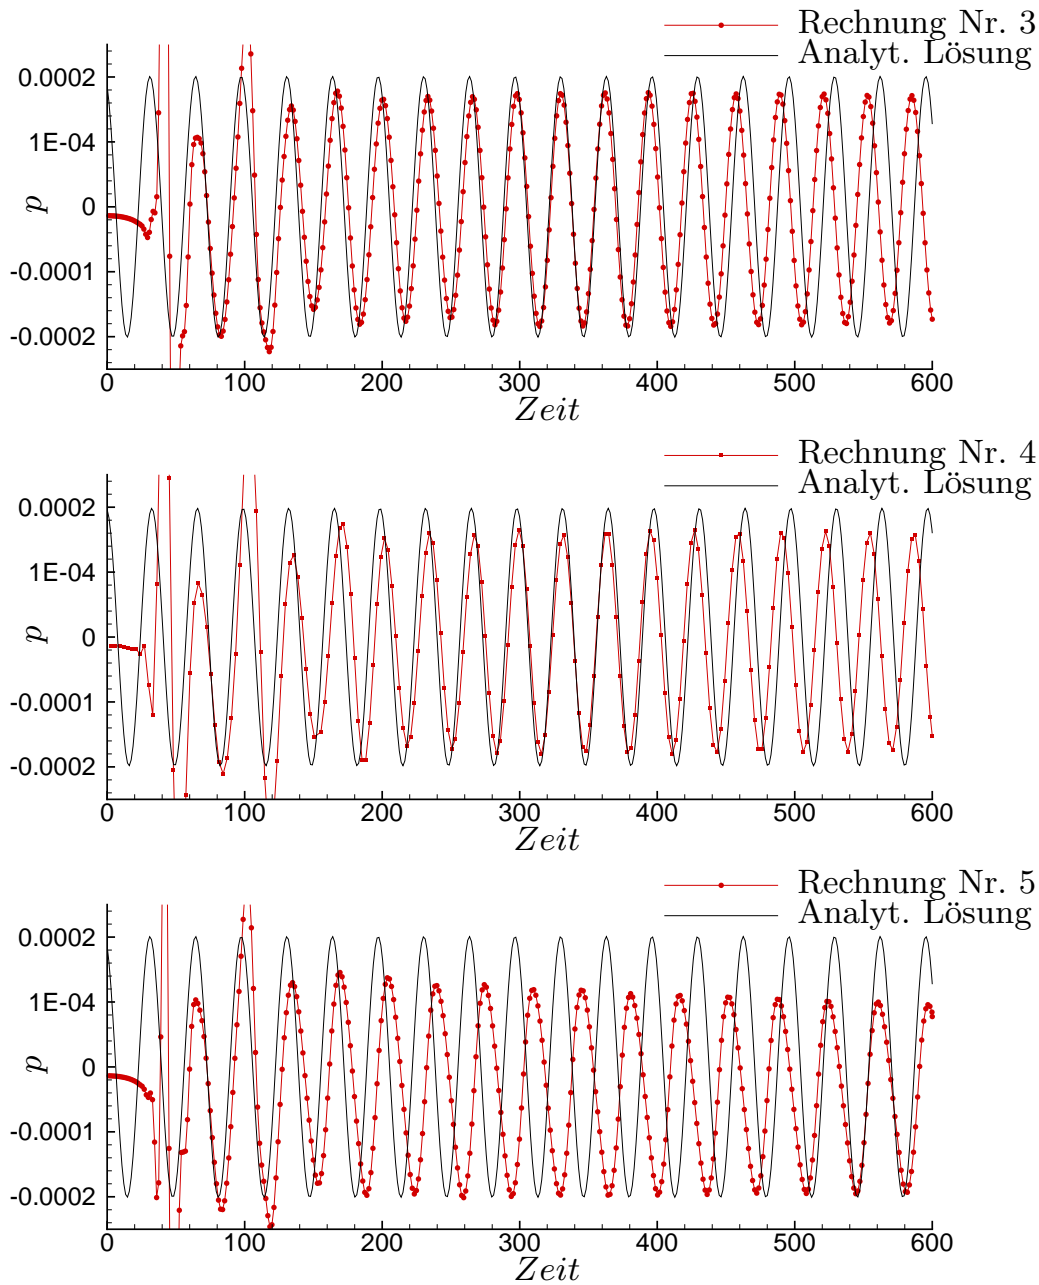 Rechnung Nr. 3
Analyt. Lösung
0.0002
1E-04
0
-0.0001
-0.0002
p
0 100 200 300 400 500 600
Zeit
Rechnung Nr. 4
Analyt. Lösung
0.0002
1E-04
0
-0.0001
-0.0002
p
0 100 200 300 400 500 600
Zeit
Rechnung Nr. 5
Analyt. Lösung
0.0002
1E-04
0
-0.0001
-0.0002
p
0 100 200 300 400 500 600
Zeit